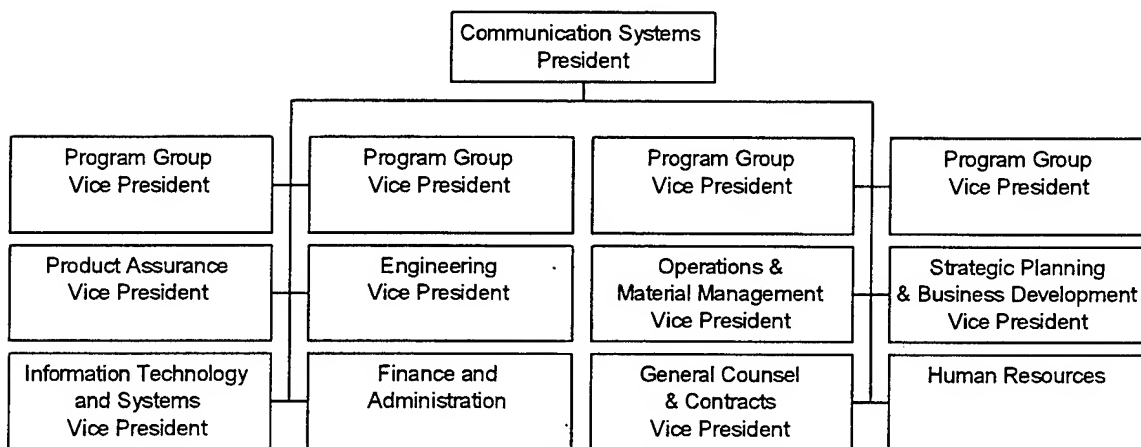 Communication Systems
President
Program Group
Vice President
Program Group
Vice President
Program Group
Vice President
Program Group
Vice President
Product Assurance
Vice President
Engineering
Vice President
Operations &
Material Management
Vice President
Strategic Planning
& Business Development
Vice President
Information Technology
and Systems
Vice President
Finance and
Administration
General Counsel
& Contracts
Vice President
Human Resources